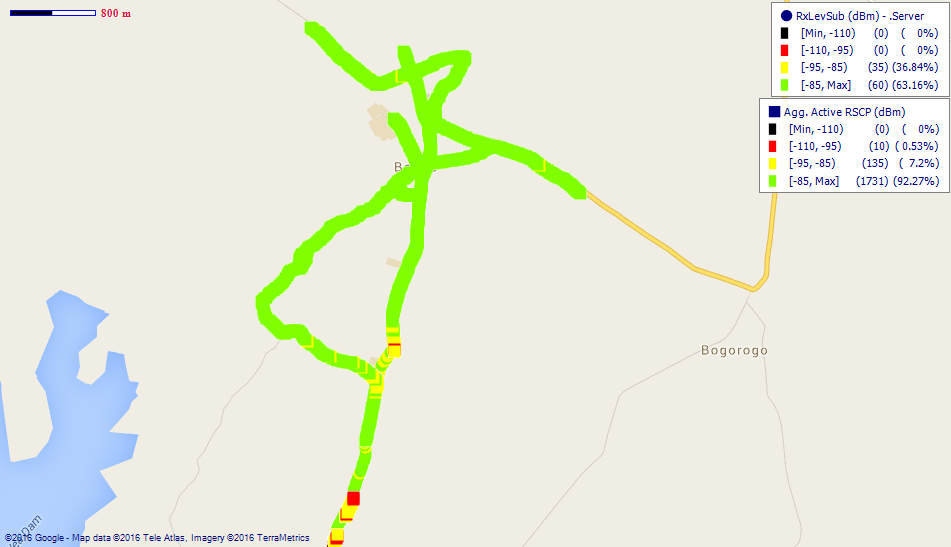 800 m
RxLevSub (dBm) - .Server
[Min, -110) (0) ( 0%)
[-110, -95) (0) ( 0%)
[-95, -85) (35) (36.84%)
[-85, Max] (60) (63.16%)
Agg. Active RSCP (dBm)
[Min, -110) (0) ( 0%)
[-110, -95) (10) ( 0.53%)
[-95, -85) (135) ( 7.2%)
[-85, Max] (1731) (92.27%)
Bogorogo
Dam
©2016 Google - Map data ©2016 Tele Atlas, Imagery ©2016 TerraMetrics